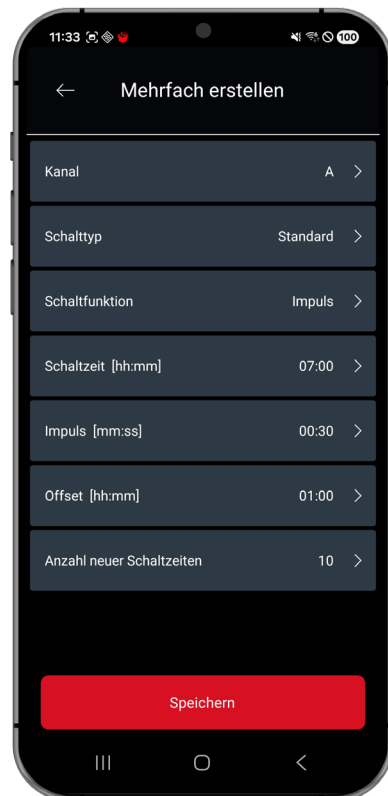 11:33 100
Mehrfach erstellen
Kanal A
Schalttyp Standard
Schaltfunktion Impuls
Schaltzeit [hh:mm] 07:00
Impuls [mm:ss] 00:30
Offset [hh:mm] 01:00
Anzahl neuer Schaltzeiten 10
Speichern